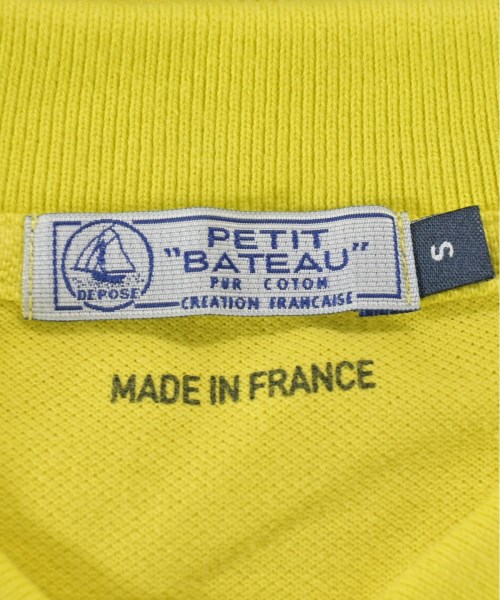 PETIT
"BATEAU"
PUR COTON
CREATION FRANCAISE
DEPOSE
S
MADE IN FRANCE